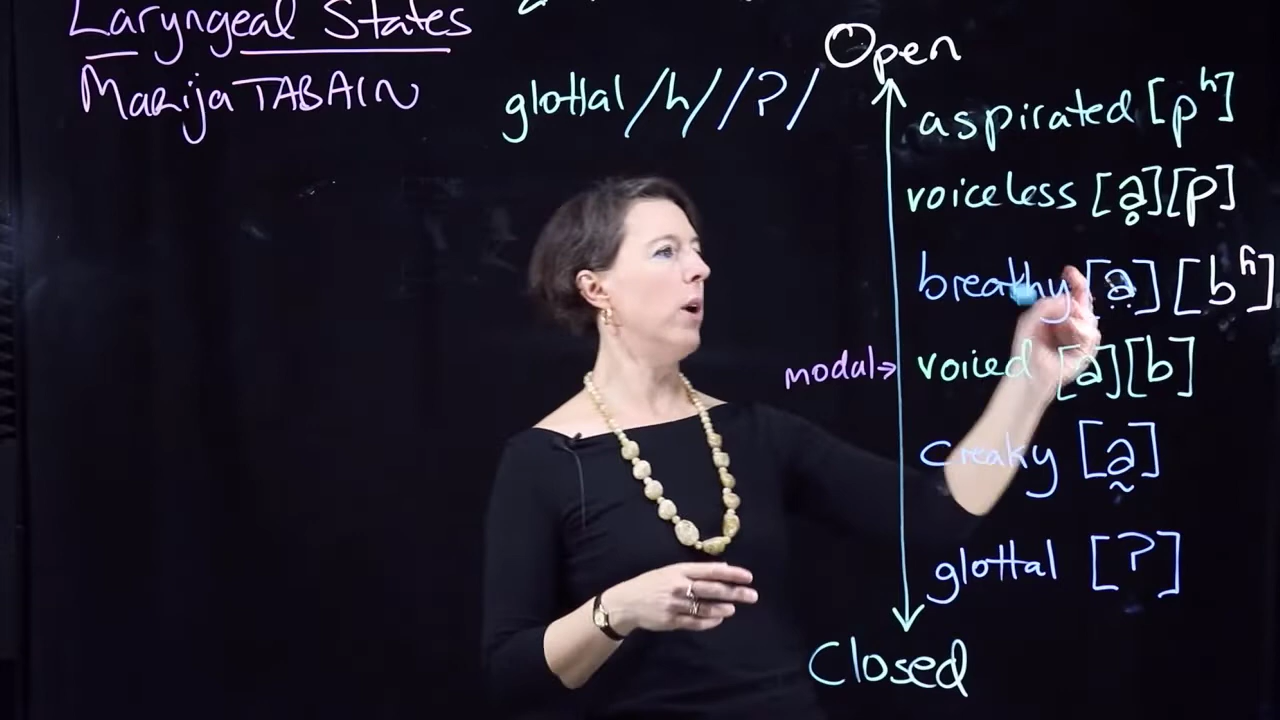 Laryngeal States
Marija TABAIN
glottal /h/ /ʔ/
Open
aspirated [pʰ]
voiceless [ḁ][p]
breathy [a̤] [bʱ]
modal→ voiced [a][b]
creaky [a̰]
glottal [ʔ]
Closed